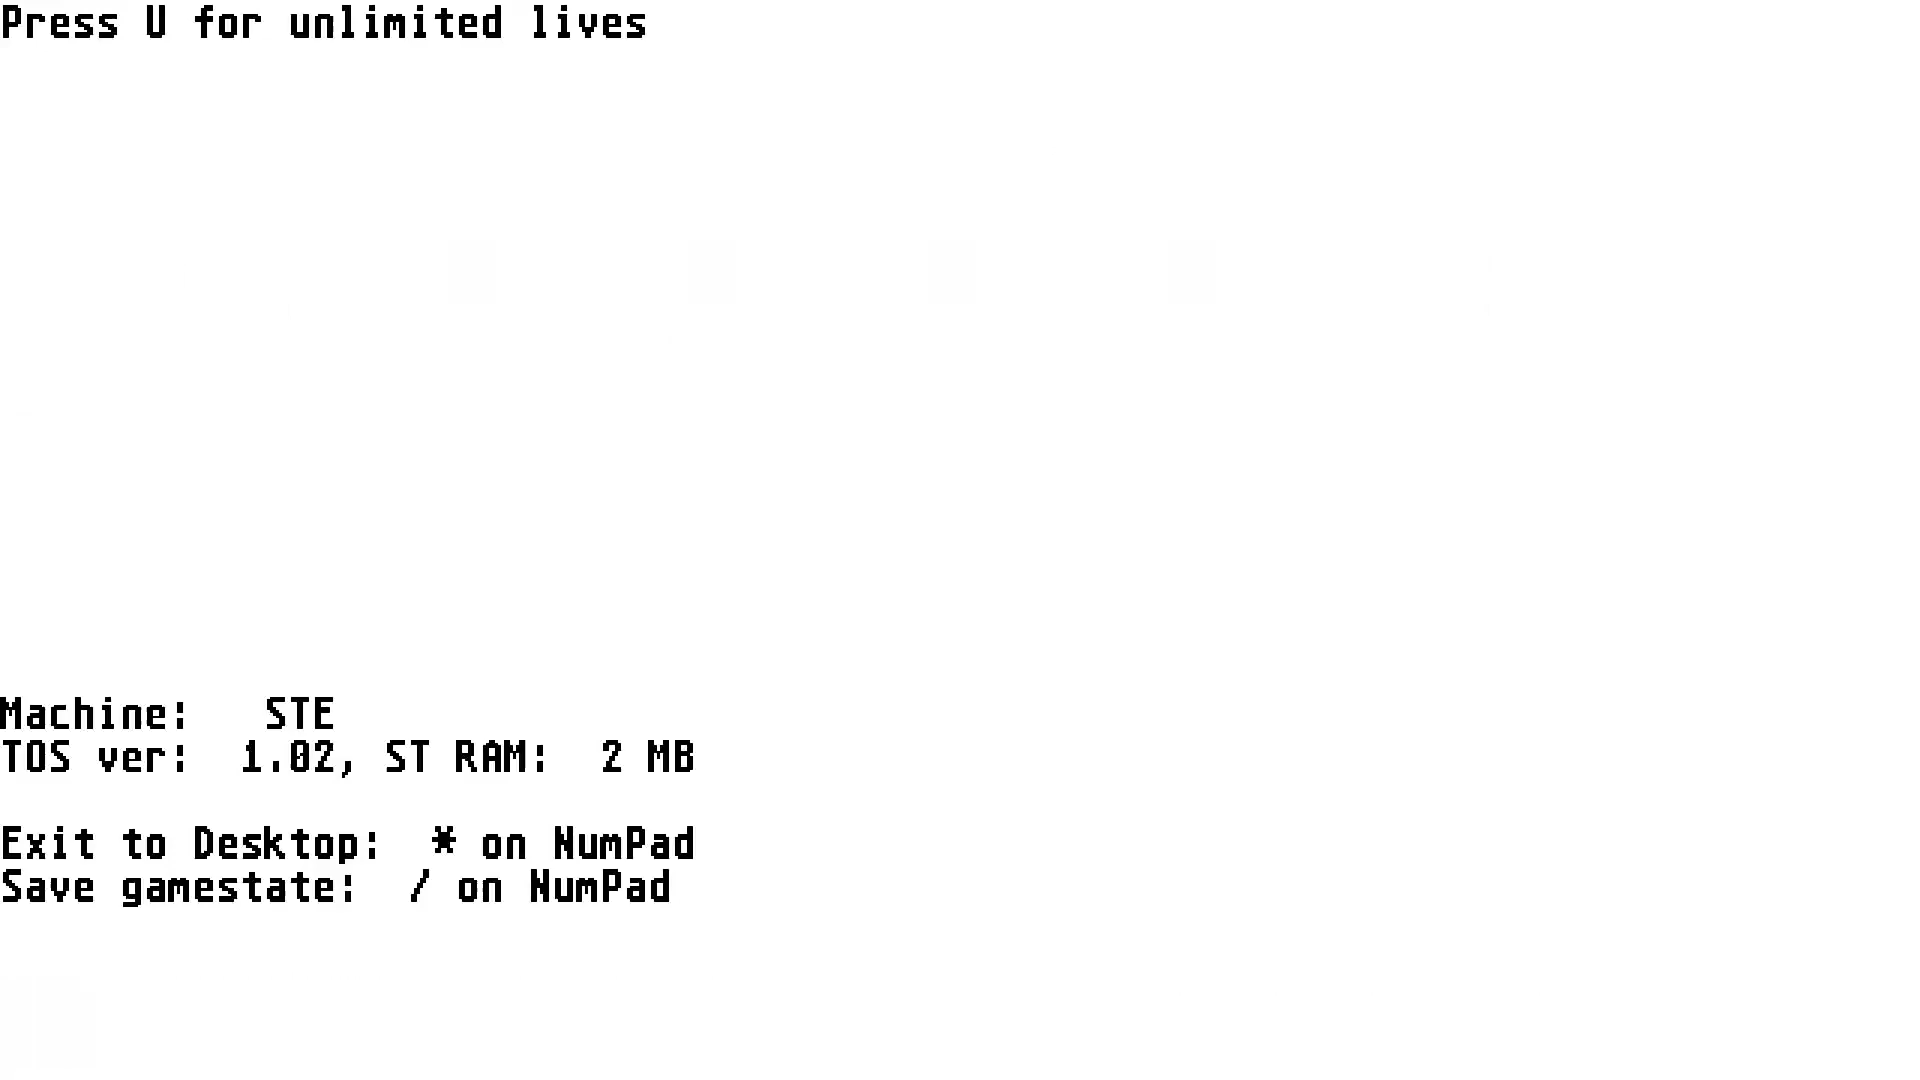 Press U for unlimited lives
Machine:   STE
TOS ver:  1.02, ST RAM:  2 MB
Exit to Desktop:  * on NumPad
Save gamestate:  / on NumPad